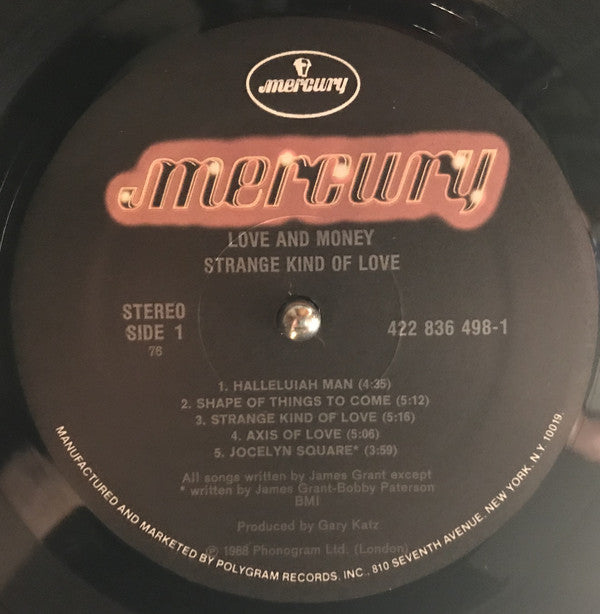 mercury
mercury
LOVE AND MONEY
STRANGE KIND OF LOVE
STEREO
SIDE 1
76
422 836 498-1
1. HALLELUIAH MAN (4:35)
2. SHAPE OF THINGS TO COME (5:12)
3. STRANGE KIND OF LOVE (5:16)
4. AXIS OF LOVE (5:06)
5. JOCELYN SQUARE* (3:59)
All songs written by James Grant except
* written by James Grant-Bobby Paterson
BMI
Produced by Gary Katz
℗ 1988 Phonogram Ltd. (London)
MANUFACTURED AND MARKETED BY POLYGRAM RECORDS, INC., 810 SEVENTH AVENUE, NEW YORK, N.Y. 10019.